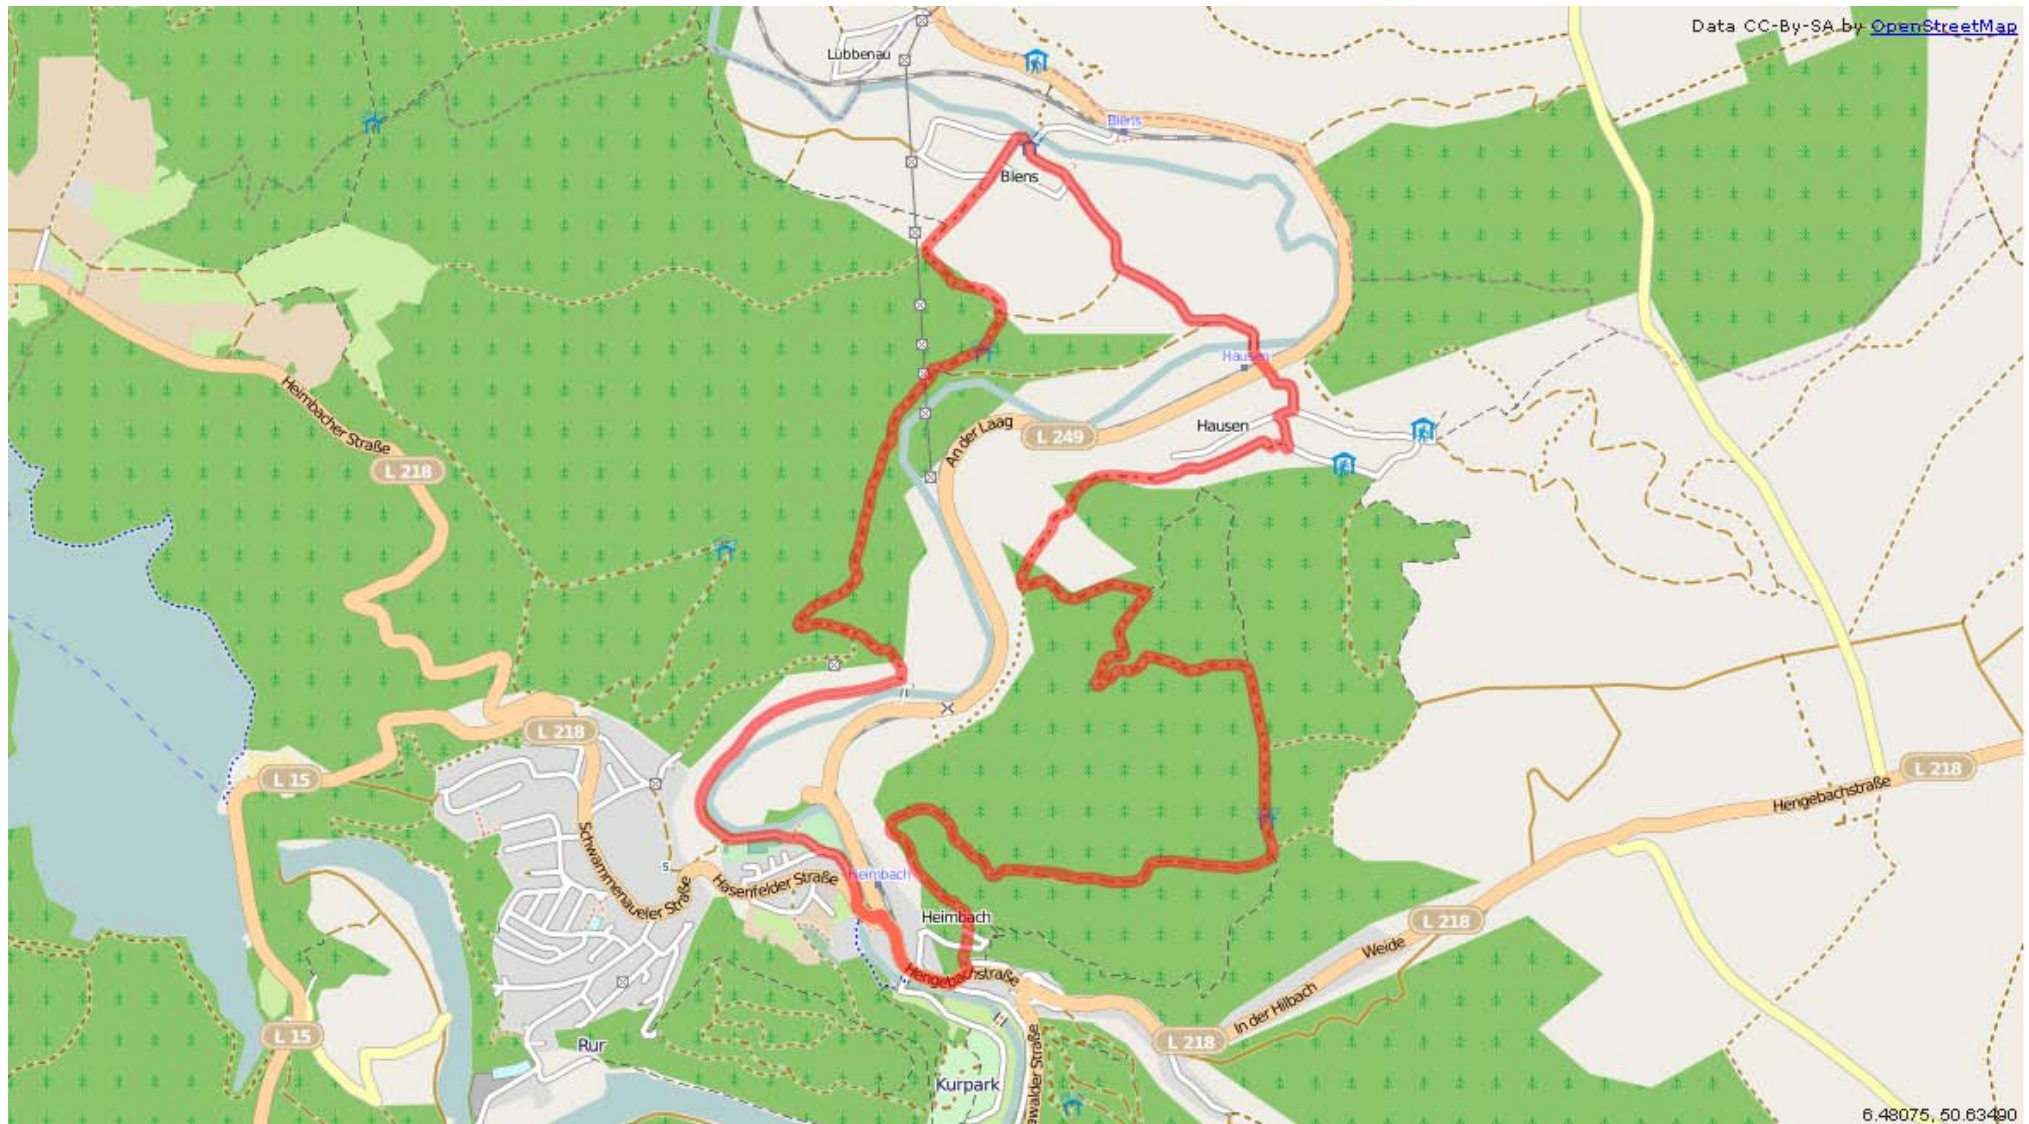 Data CC-By-SA by OpenStreetMap
Lübbenau
Blens
Blens
Hausen
Heimbacher Straße
An der Laag
Hausen
L 249
L 218
L 218
L 15
L 218
Hengebachstraße
Schwammenaueler Straße
S
Hasenfelder Straße
Heimbach
Heimbach
L 218
Weide
Hengebachstraße
In der Hilbach
L 15
L 218
Rur
Kurpark
6.48075, 50.63490